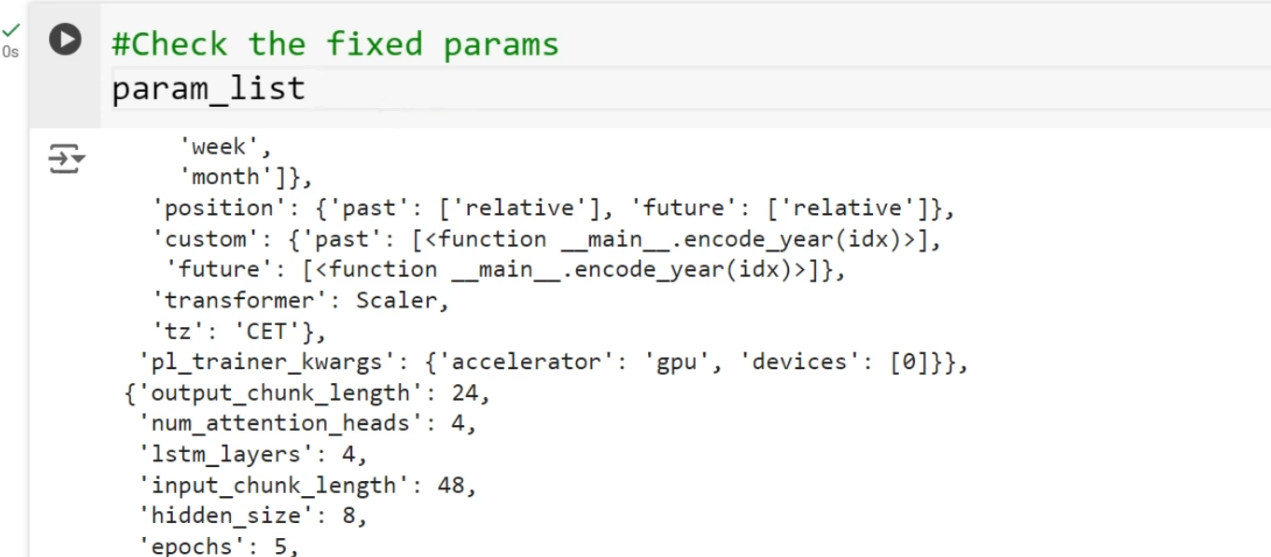 0s
#Check the fixed params
param_list
'week',
'month']},
'position': {'past': ['relative'], 'future': ['relative']},
'custom': {'past': [<function __main__.encode_year(idx)>],
'future': [<function __main__.encode_year(idx)>]},
'transformer': Scaler,
'tz': 'CET'},
'pl_trainer_kwargs': {'accelerator': 'gpu', 'devices': [0]}},
{'output_chunk_length': 24,
'num_attention_heads': 4,
'lstm_layers': 4,
'input_chunk_length': 48,
'hidden_size': 8,
'epochs': 5,